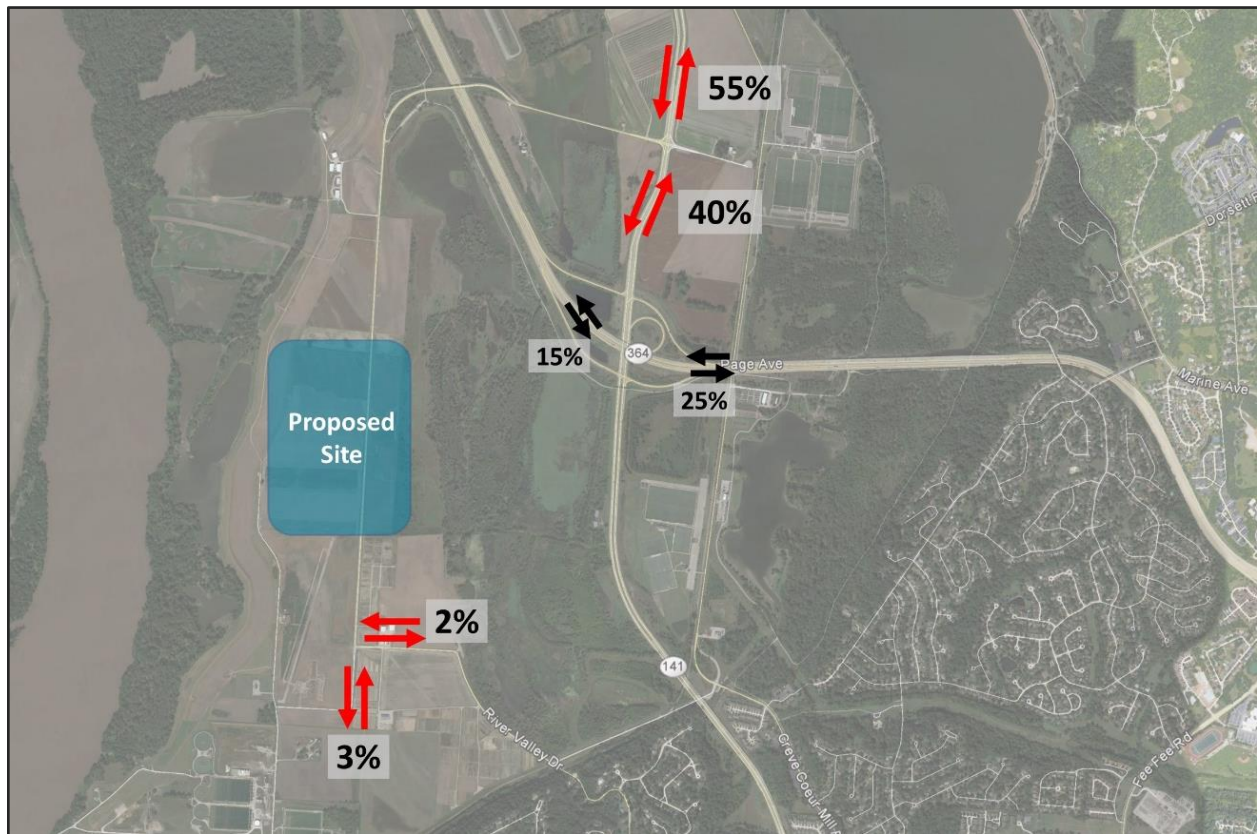 55%
40%
Dorsett
15%
364
Page Ave
25%
Marine Ave
Proposed
Site
2%
141
3%
River Valley Dr
Creve Coeur Mill
Fee Fee Rd